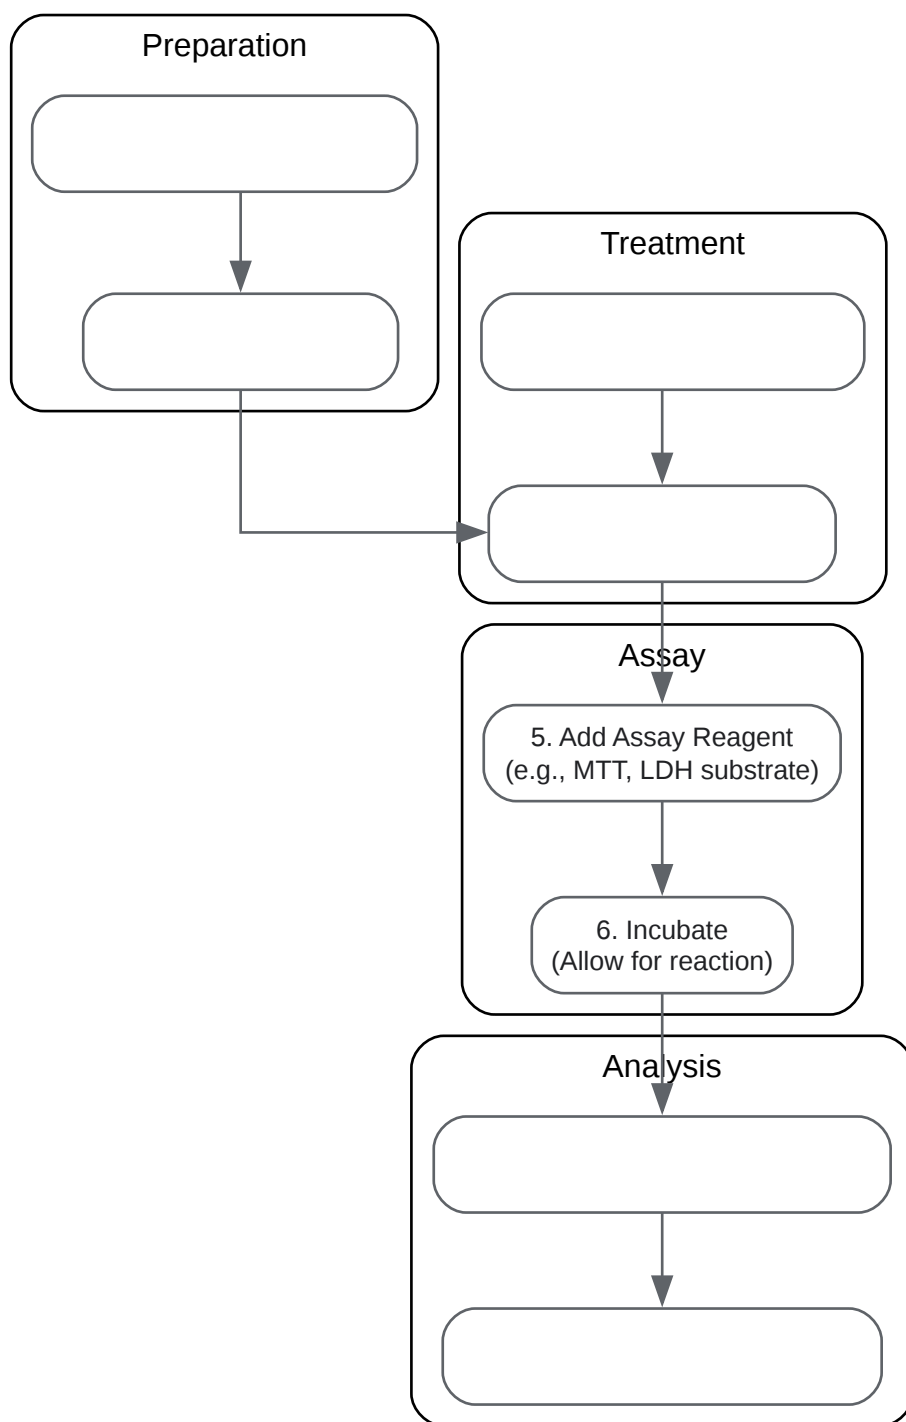 Preparation
Treatment
Assay
5. Add Assay Reagent
(e.g., MTT, LDH substrate)
6. Incubate
(Allow for reaction)
Analysis